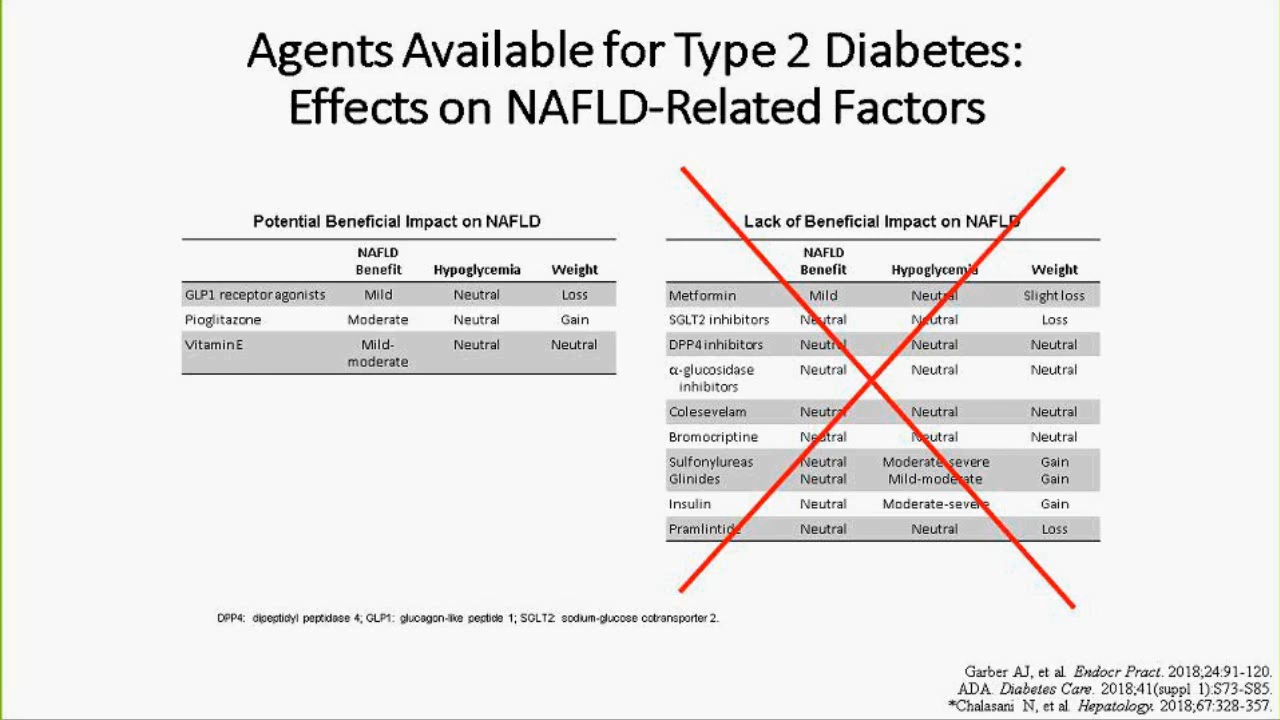 Agents Available for Type 2 Diabetes:
Effects on NAFLD-Related Factors
Potential Beneficial Impact on NAFLD
NAFLD
Benefit Hypoglycemia Weight
GLP1 receptor agonists Mild Neutral Loss
Pioglitazone Moderate Neutral Gain
Vitamin E Mild- Neutral Neutral
moderate
Lack of Beneficial Impact on NAFLD
NAFLD
Benefit Hypoglycemia Weight
Metformin Mild Neutral Slight loss
SGLT2 inhibitors Neutral Neutral Loss
DPP4 inhibitors Neutral Neutral Neutral
α-glucosidase Neutral Neutral Neutral
inhibitors
Colesevelam Neutral Neutral Neutral
Bromocriptine Neutral Neutral Neutral
Sulfonylureas Neutral Moderate-severe Gain
Glinides Neutral Mild-moderate Gain
Insulin Neutral Moderate-severe Gain
Pramlintide Neutral Neutral Loss
DPP4: dipeptidyl peptidase 4; GLP1: glucagon-like peptide 1; SGLT2: sodium-glucose cotransporter 2.
Garber AJ, et al. Endocr Pract. 2018;24:91-120.
ADA. Diabetes Care. 2018;41(suppl 1):S73-S85.
*Chalasani N, et al. Hepatology. 2018;67:328-357.